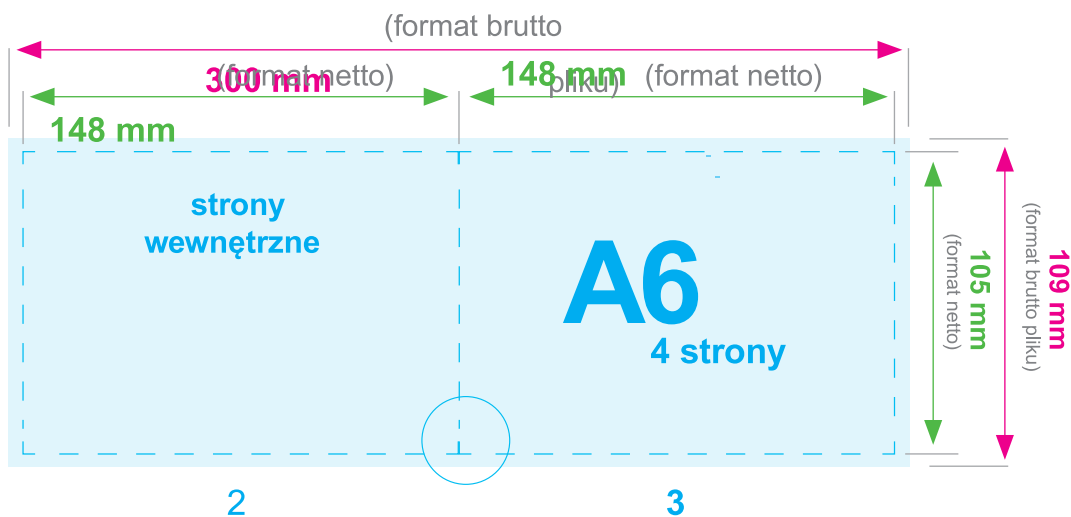 (format brutto
300 mm
(format netto)
148 mm
pliku)
(format netto)
148 mm
strony
wewnętrzne
A6
4 strony
105 mm
(format netto)
109 mm
(format brutto pliku)
2
3